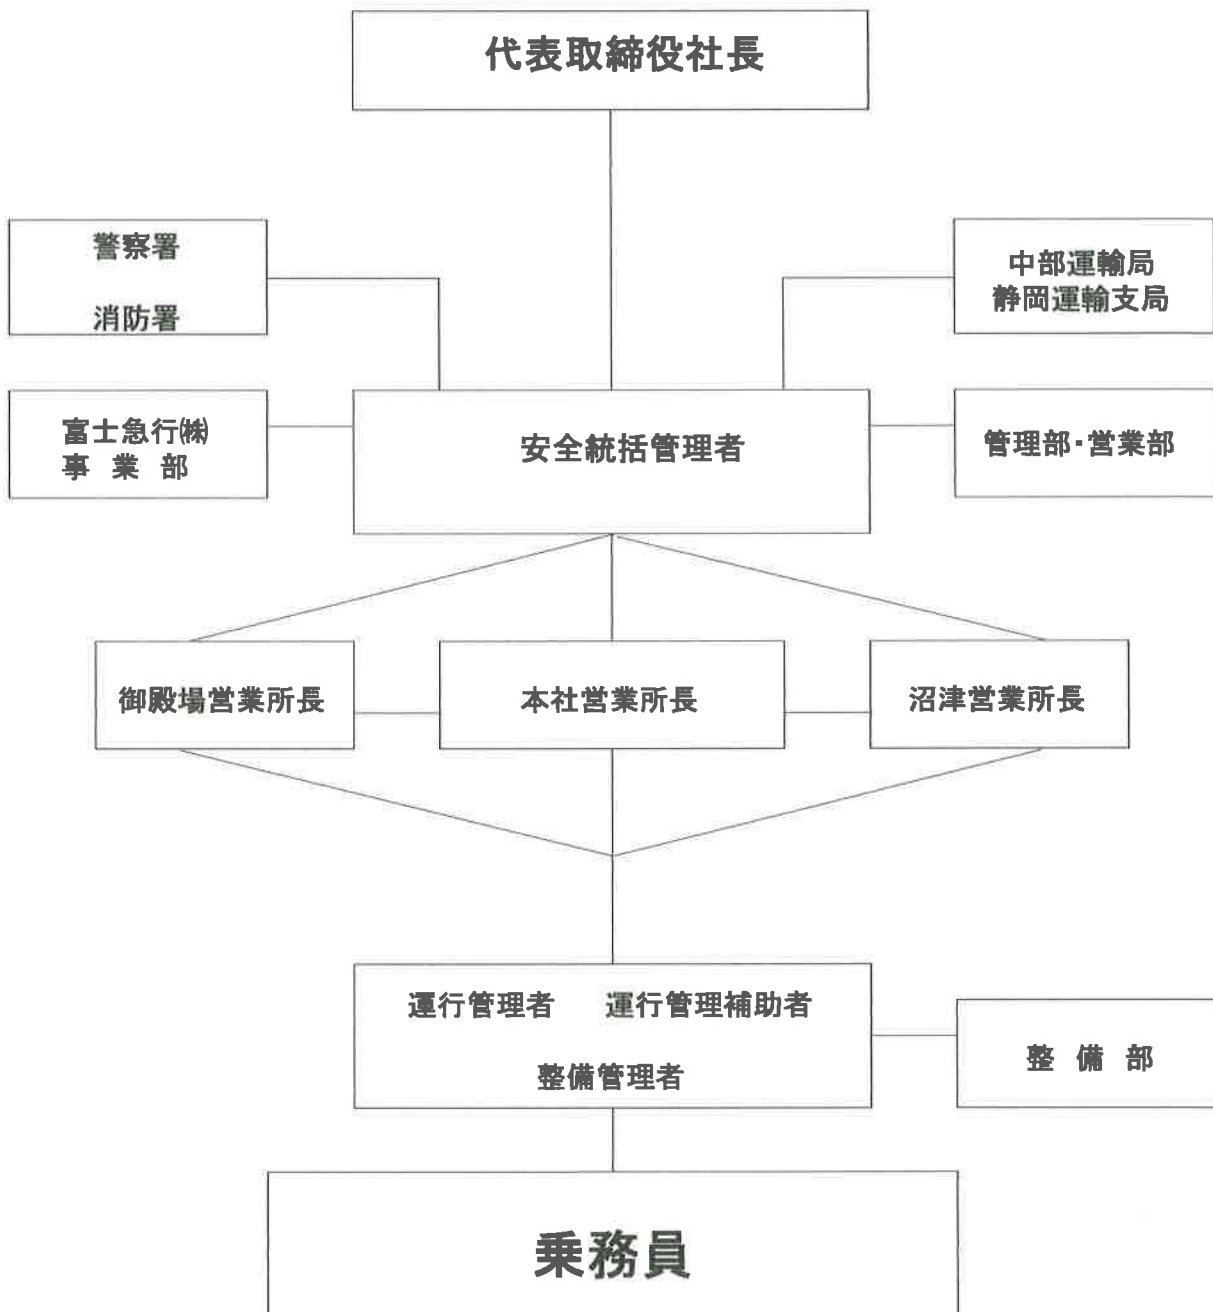 代表取締役社長
警察署
消防署
中部運輸局
静岡運輸支局
富士急行㈱
事 業 部
安全統括管理者
管理部・営業部
御殿場営業所長
本社営業所長
沼津営業所長
運行管理者 運行管理補助者
整備管理者
整 備 部
乗務員